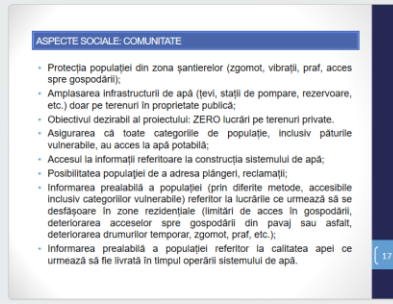 ASPECTE SOCIALE: COMUNITATE
• Protecția populației din zona șantierelor (zgomot, vibrații, praf, acces
spre gospodării);
• Amplasarea infrastructurii de apă (țevi, stații de pompare, rezervoare,
etc.) doar pe terenuri în proprietate publică;
• Obiectivul dezirabil al proiectului: ZERO lucrări pe terenuri private.
• Asigurarea că toate categoriile de populație, inclusiv păturile
vulnerabile, au acces la apă potabilă;
• Accesul la informații referitoare la construcția sistemului de apă;
• Posibilitatea populației de a adresa plângeri, reclamații;
• Informarea prealabilă a populației (prin diferite metode, accesibile
inclusiv categoriilor vulnerabile) referitor la lucrările ce urmează să se
desfășoare în zone rezidențiale (limitări de acces în gospodării,
deteriorarea acceselor spre gospodării din pavaj sau asfalt,
deteriorarea drumurilor temporar, zgomot, praf, etc.);
• Informarea prealabilă a populației referitor la calitatea apei ce
urmează să fie livrată în timpul operării sistemului de apă.
17